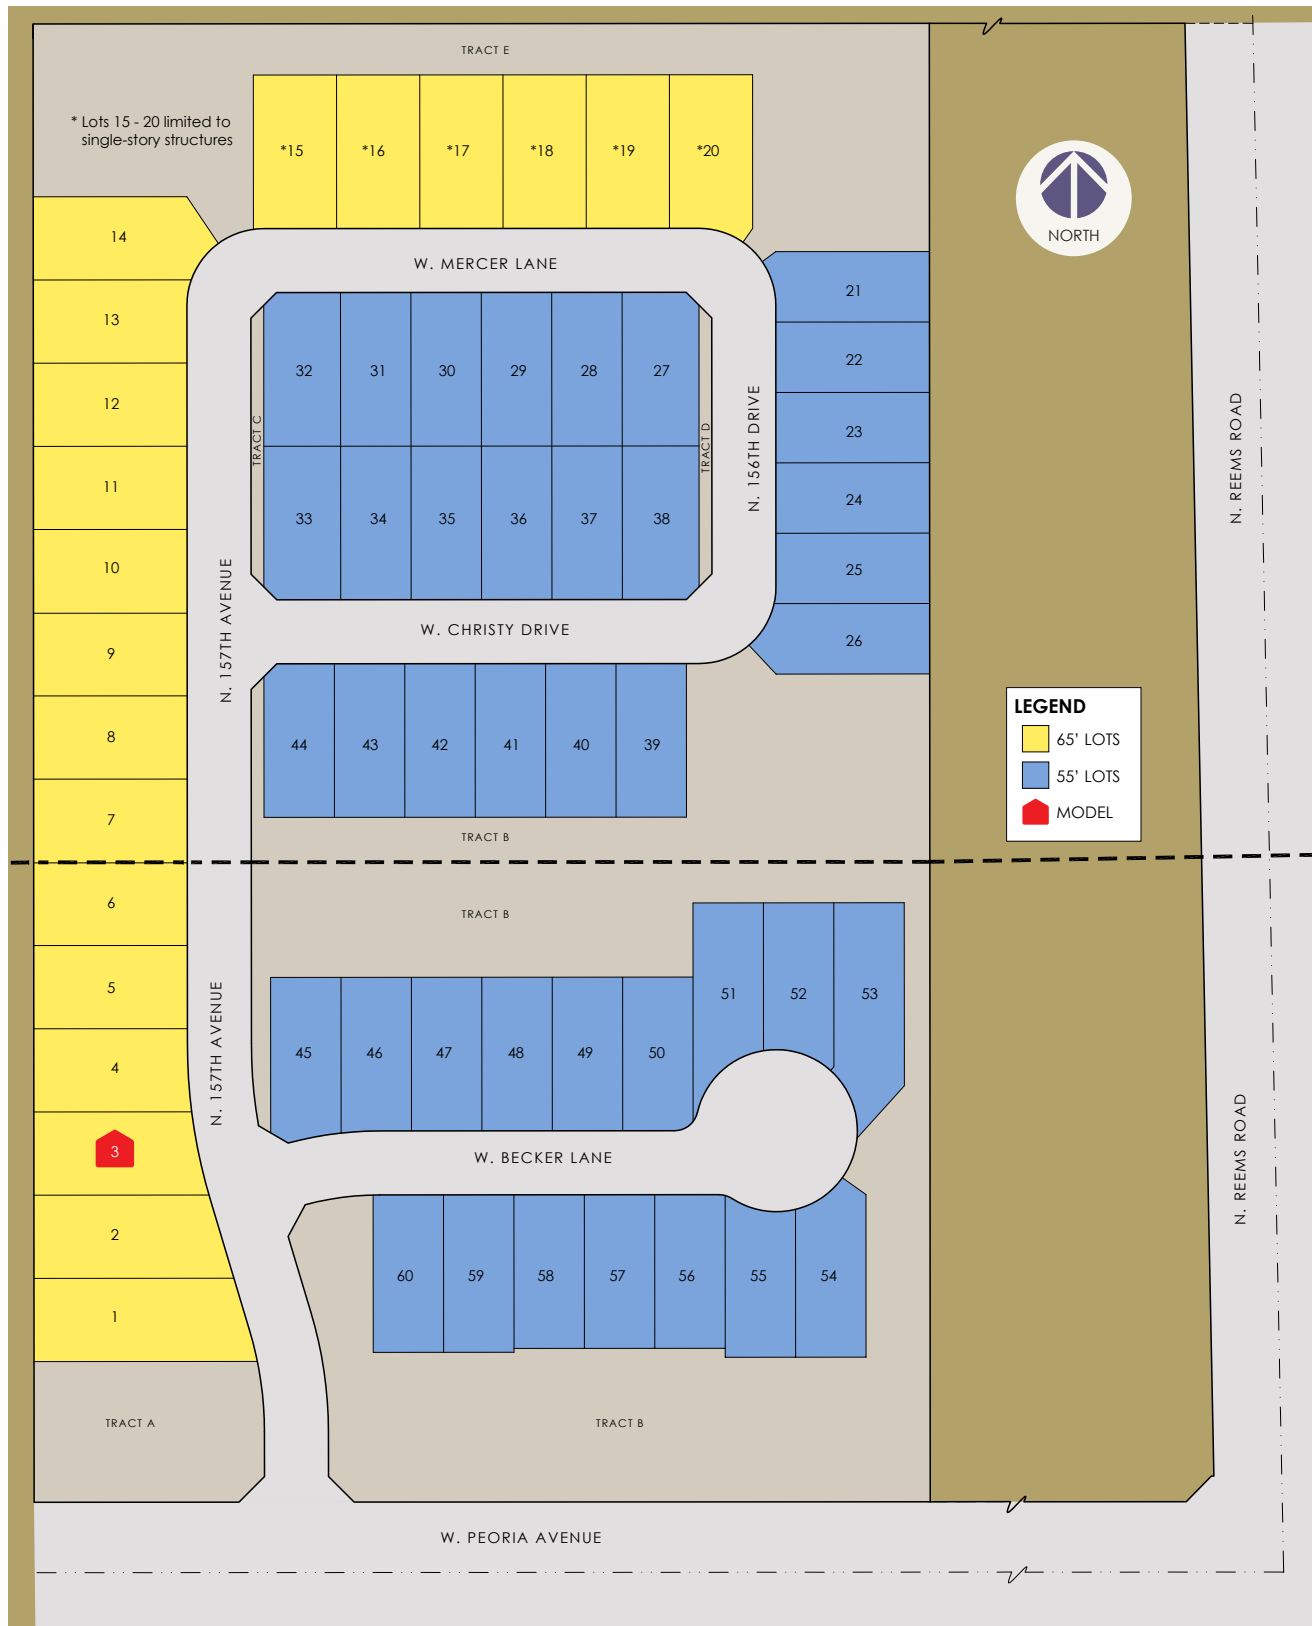 TRACT E
* Lots 15 - 20 limited to
single-story structures
*15
*16
*17
*18
*19
*20
NORTH
14
W. MERCER LANE
21
13
22
32
31
30
29
28
27
12
23
TRACT C
TRACT D
N. 156TH DRIVE
N. REEMS ROAD
11
24
33
34
35
36
37
38
10
25
N. 157TH AVENUE
W. CHRISTY DRIVE
26
9
LEGEND
65' LOTS
55' LOTS
MODEL
8
44
43
42
41
40
39
7
TRACT B
6
TRACT B
5
51
52
53
N. 157TH AVENUE
45
46
47
48
49
50
4
3
W. BECKER LANE
N. REEMS ROAD
2
60
59
58
57
56
55
54
1
TRACT A
TRACT B
W. PEORIA AVENUE